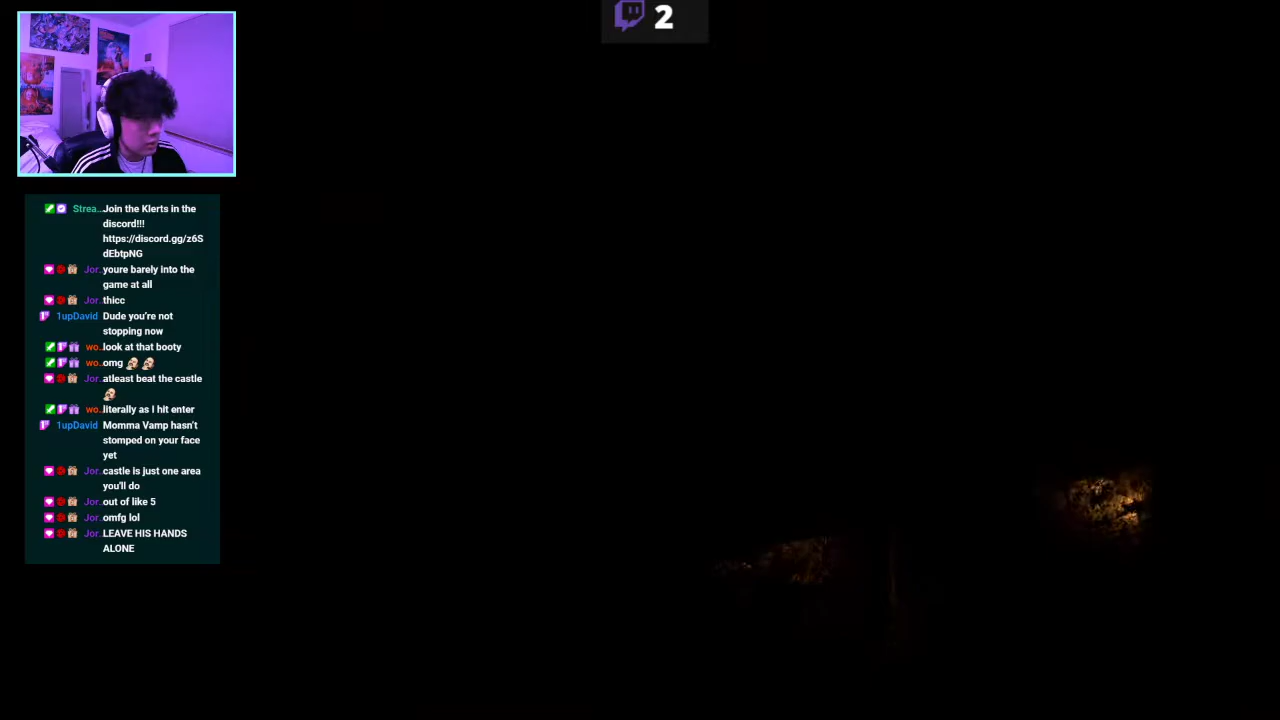 2
Strea.. Join the Klerts in the
discord!!!
https://discord.gg/z6S
dEbtpNG
Jor.. youre barely into the
game at all
Jor.. thicc
1upDavid Dude you’re not
stopping now
wo.. look at that booty
wo.. omg
Jor.. atleast beat the castle
wo.. literally as I hit enter
1upDavid Momma Vamp hasn’t
stomped on your face
yet
Jor.. castle is just one area
you'll do
Jor.. out of like 5
Jor.. omfg lol
Jor.. LEAVE HIS HANDS
ALONE